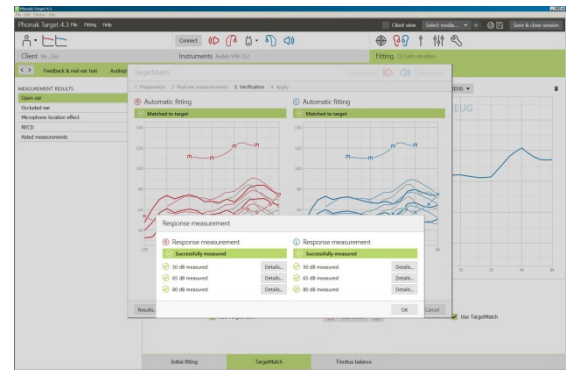 Phonak Target 4.3
Phonak Target 4.3 File Fitting Help
Client view Select media... Save & close session
Connect
Client Instruments Audéo V90-312 Fitting
Feedback & real ear test
MEASUREMENT RESULTS
Open ear
Occluded ear
Microphone location effect
RECD
Aided measurements
TargetMatch
1 Preparation 2 Real ear measurements 3 Verification 4 Apply
Automatic fitting Automatic fitting
Matched to target Matched to target
REUG
Response measurement
Response measurement Response measurement
Successfully measured Successfully measured
50 dB measured Details... 50 dB measured Details...
65 dB measured Details... 65 dB measured Details...
80 dB measured Details... 80 dB measured Details...
Results... OK Cancel
Use TargetMatch
Initial fitting TargetMatch Tinnitus balance